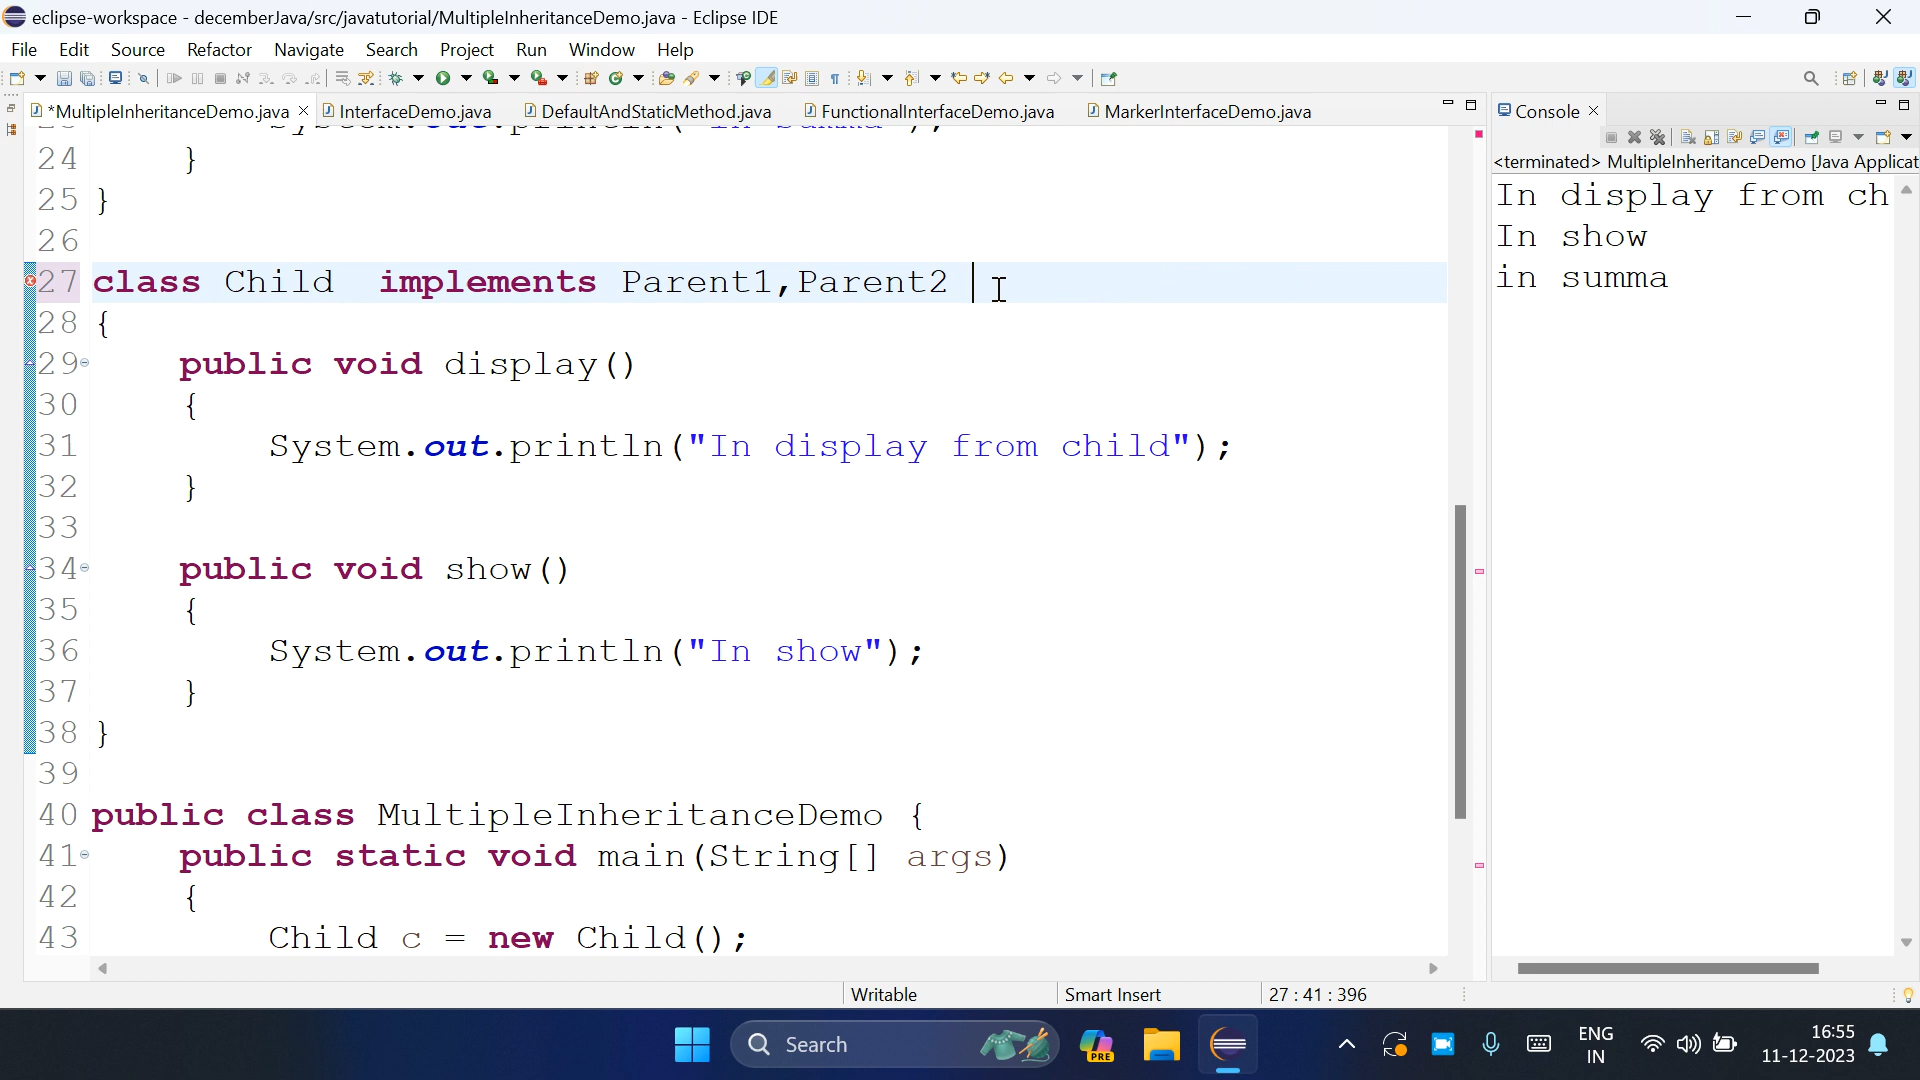 eclipse-workspace - decemberJava/src/javatutorial/MultipleInheritanceDemo.java - Eclipse IDE
File Edit Source Refactor Navigate Search Project Run Window Help
*MultipleInheritanceDemo.java InterfaceDemo.java DefaultAndStaticMethod.java FunctionalInterfaceDemo.java MarkerInterfaceDemo.java
Console
<terminated> MultipleInheritanceDemo [Java Applicat
In display from ch
In show
in summa
24 }
25 }
26
27 class Child  implements Parent1,Parent2
28 {
29 public void display()
30 {
31 System.out.println("In display from child");
32 }
33
34 public void show()
35 {
36 System.out.println("In show");
37 }
38 }
39
40 public class MultipleInheritanceDemo {
41 public static void main(String[] args)
42 {
43 Child c = new Child();
Writable Smart Insert 27 : 41 : 396
Search
PRE
ENG
IN
16:55
11-12-2023